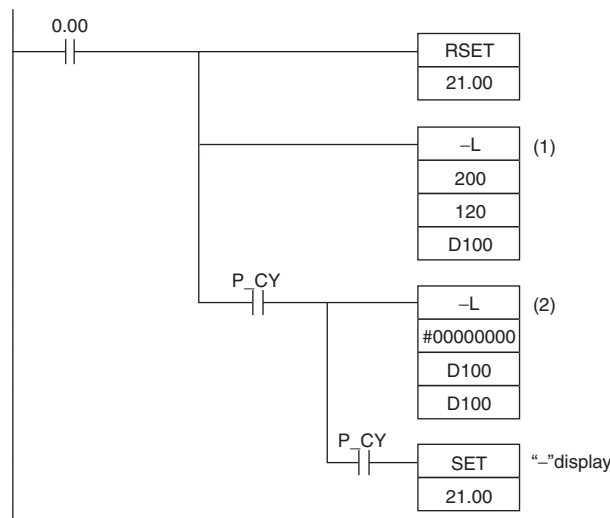 0.00
RSET
21.00
–L (1)
200
120
D100
P_CY
–L (2)
#00000000
D100
D100
P_CY
SET “–”display
21.00